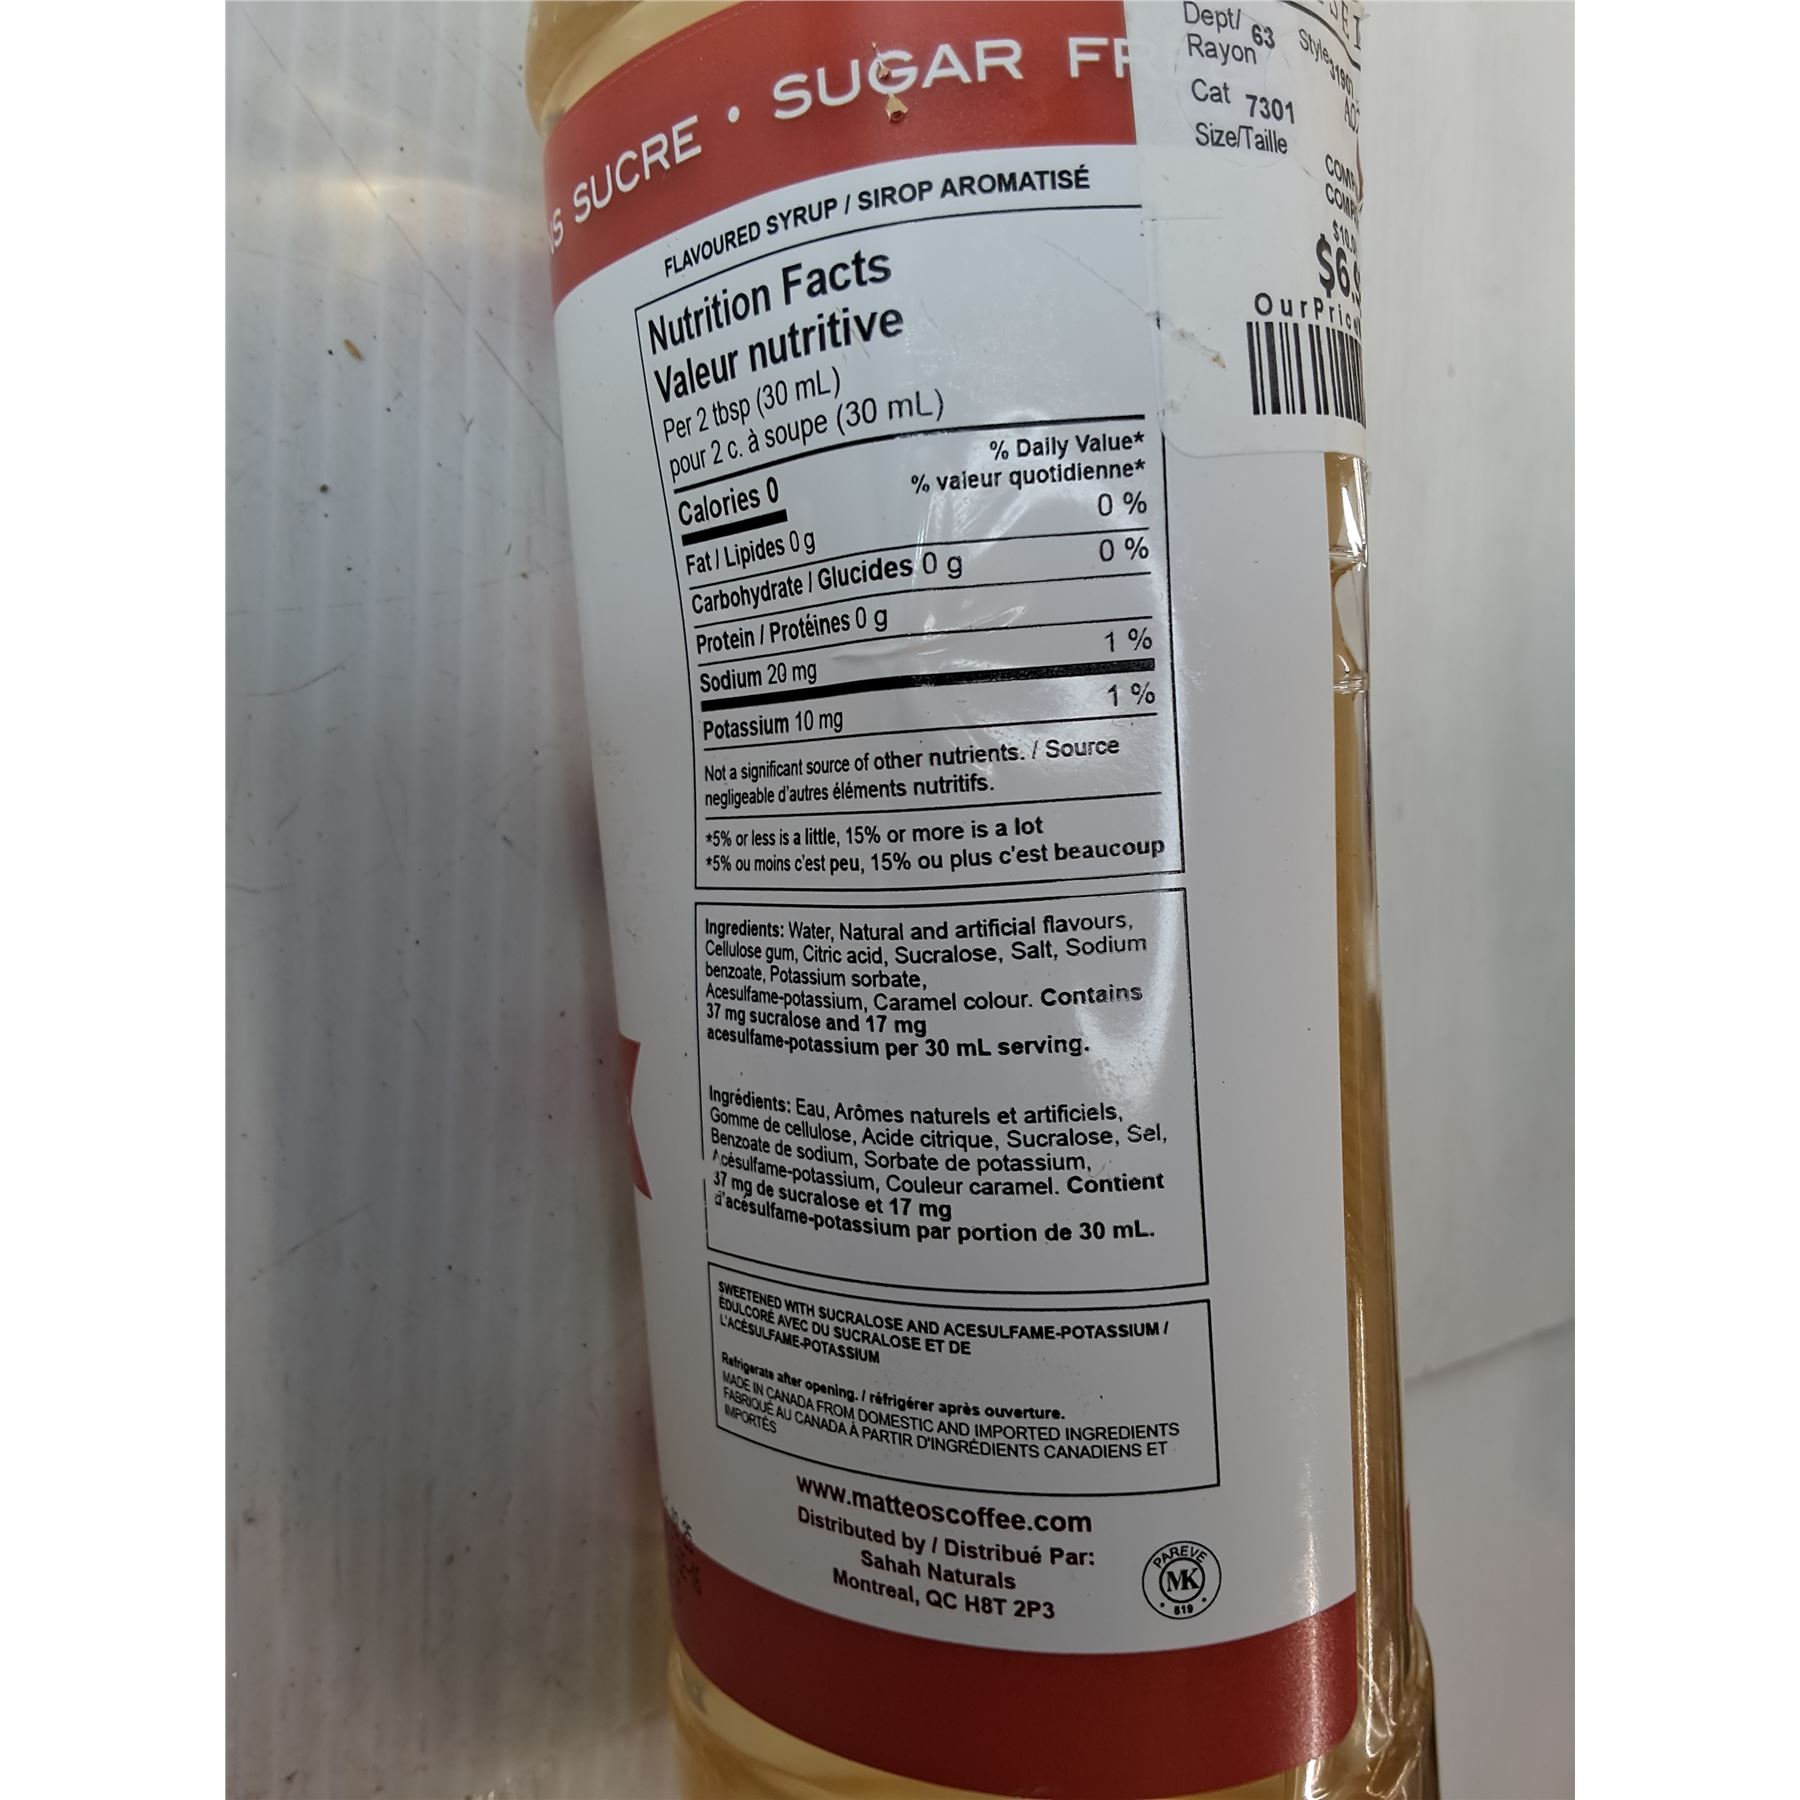 SUCRE • SUGAR
FLAVOURED SYRUP / SIROP AROMATISÉ
Nutrition Facts
Valeur nutritive
Per 2 tbsp (30 mL)
pour 2 c. à soupe (30 mL)
% Daily Value*
% valeur quotidienne*
Calories 0
Fat / Lipides 0 g 0 %
Carbohydrate / Glucides 0 g 0 %
Protein / Protéines 0 g
Sodium 20 mg 1 %
Potassium 10 mg 1 %
Not a significant source of other nutrients. / Source
negligeable d'autres éléments nutritifs.
*5% or less is a little, 15% or more is a lot
*5% ou moins c'est peu, 15% ou plus c'est beaucoup
Ingredients: Water, Natural and artificial flavours,
Cellulose gum, Citric acid, Sucralose, Salt, Sodium
benzoate, Potassium sorbate,
Acesulfame-potassium, Caramel colour. Contains
37 mg sucralose and 17 mg
acesulfame-potassium per 30 mL serving.
Ingrédients: Eau, Arômes naturels et artificiels,
Gomme de cellulose, Acide citrique, Sucralose, Sel,
Benzoate de sodium, Sorbate de potassium,
Acésulfame-potassium, Couleur caramel. Contient
37 mg de sucralose et 17 mg
d'acésulfame-potassium par portion de 30 mL.
SWEETENED WITH SUCRALOSE AND ACESULFAME-POTASSIUM /
ÉDULCORÉ AVEC DU SUCRALOSE ET DE
L'ACÉSULFAME-POTASSIUM
Refrigerate after opening. / réfrigérer après ouverture.
MADE IN CANADA FROM DOMESTIC AND IMPORTED INGREDIENTS
FABRIQUÉ AU CANADA À PARTIR D'INGRÉDIENTS CANADIENS ET
IMPORTÉS
www.matteoscoffee.com
Distributed by / Distribué Par:
Sahah Naturals
Montreal, QC H8T 2P3
PAREVE
MK
819
Dept/ 63 Style
Rayon
Cat 7301
Size/Taille
OurPrice